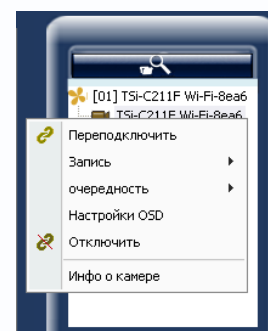 [01] TSi-C211F Wi-Fi-8ea6
TSi-C211F Wi-Fi-8ea6
Переподключить
Запись
очередность
Настройки OSD
Отключить
Инфо о камере